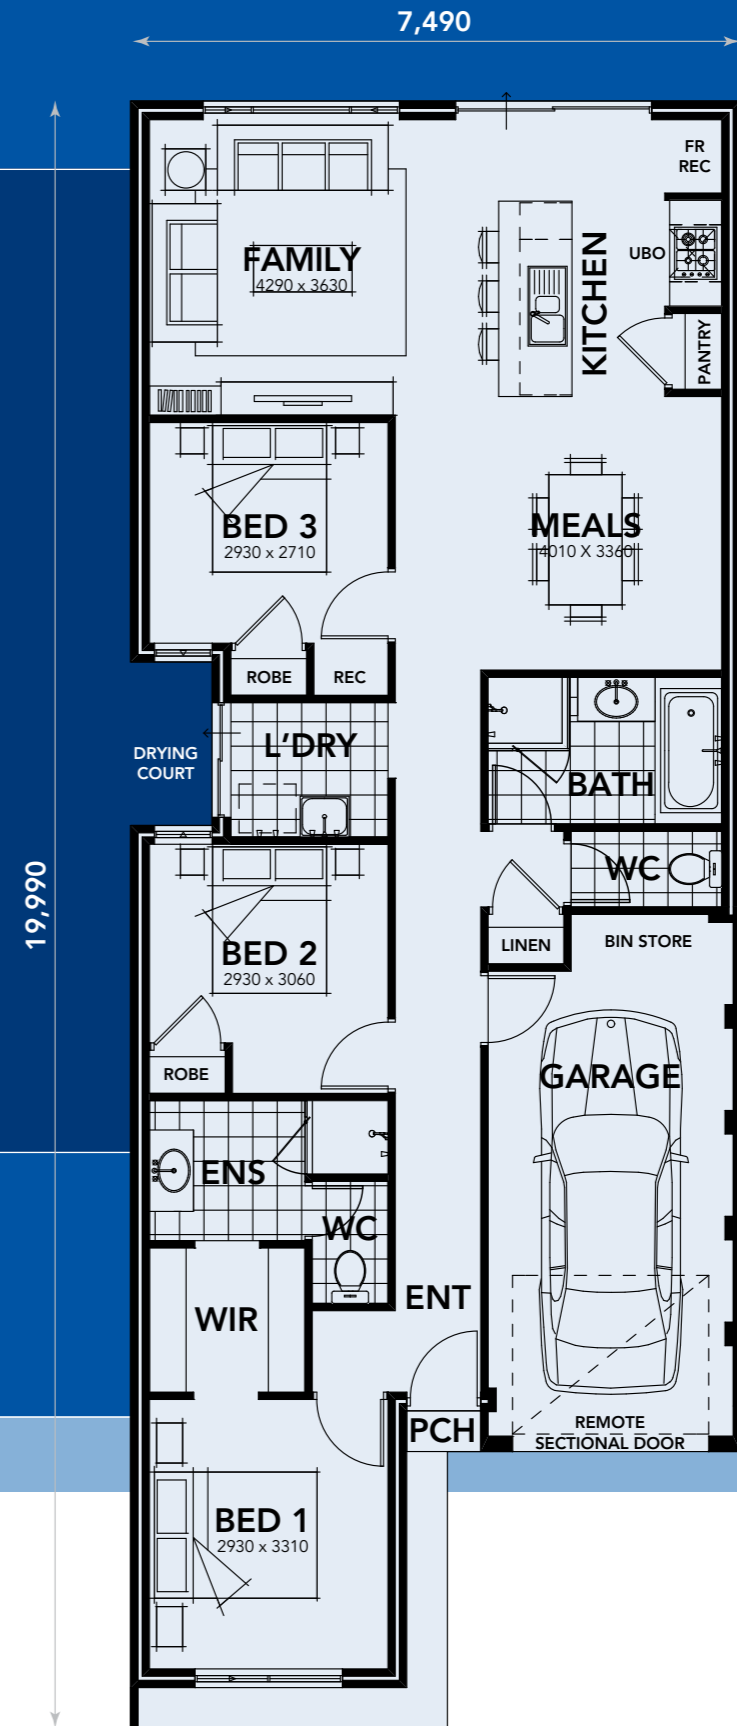 7,490
FR
REC
FAMILY
4290 x 3630
KITCHEN
UBO
PANTRY
BED 3
2930 x 2710
MEALS
4010 X 3360
ROBE
REC
L'DRY
DRYING
COURT
BATH
WC
19,990
BED 2
2930 x 3060
LINEN
BIN STORE
ROBE
GARAGE
ENS
WC
ENT
WIR
PCH
REMOTE
SECTIONAL DOOR
BED 1
2930 x 3310